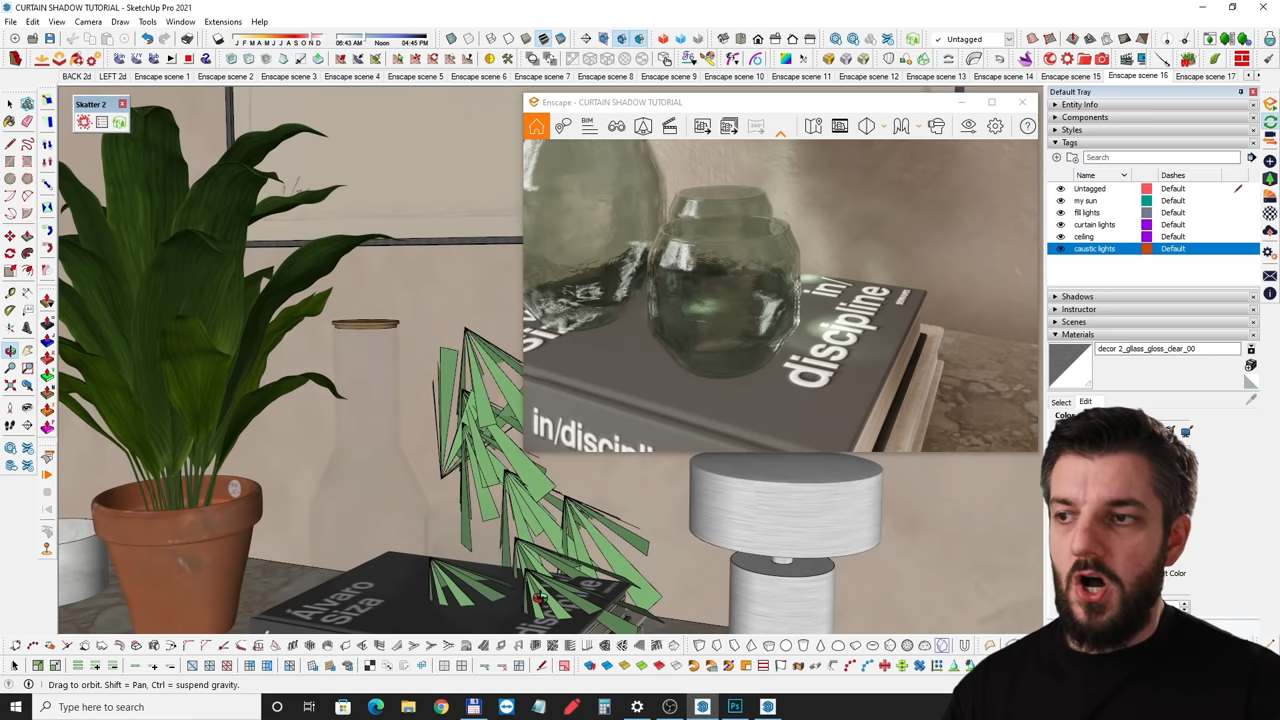 CURTAIN SHADOW TUTORIAL - SketchUp Pro 2021
File Edit View Camera Draw Tools Window Extensions Help
J F M A M J J A S O N D 06:43 AM Noon 04:45 PM
Untagged
BACK 2d LEFT 2d Enscape scene 1 Enscape scene 2 Enscape scene 3 Enscape scene 4 Enscape scene 5 Enscape scene 6 Enscape scene 7 Enscape scene 8 Enscape scene 9 Enscape scene 10 Enscape scene 11 Enscape scene 12 Enscape scene 13 Enscape scene 14 Enscape scene 15 Enscape scene 16 Enscape scene 17
Skatter 2
Enscape - CURTAIN SHADOW TUTORIAL
BIM
360°
in/
discipline
in/discipli
Álvaro
Siza
Default Tray
Entity Info
Components
Styles
Tags
Search
Name Dashes
Untagged Default
my sun Default
fill lights Default
curtain lights Default
ceiling Default
caustic lights Default
Shadows
Instructor
Scenes
Materials
decor 2_gllass_gloss_clear_00
Select Edit
Color
Drag to orbit. Shift = Pan, Ctrl = suspend gravity.
Type here to search